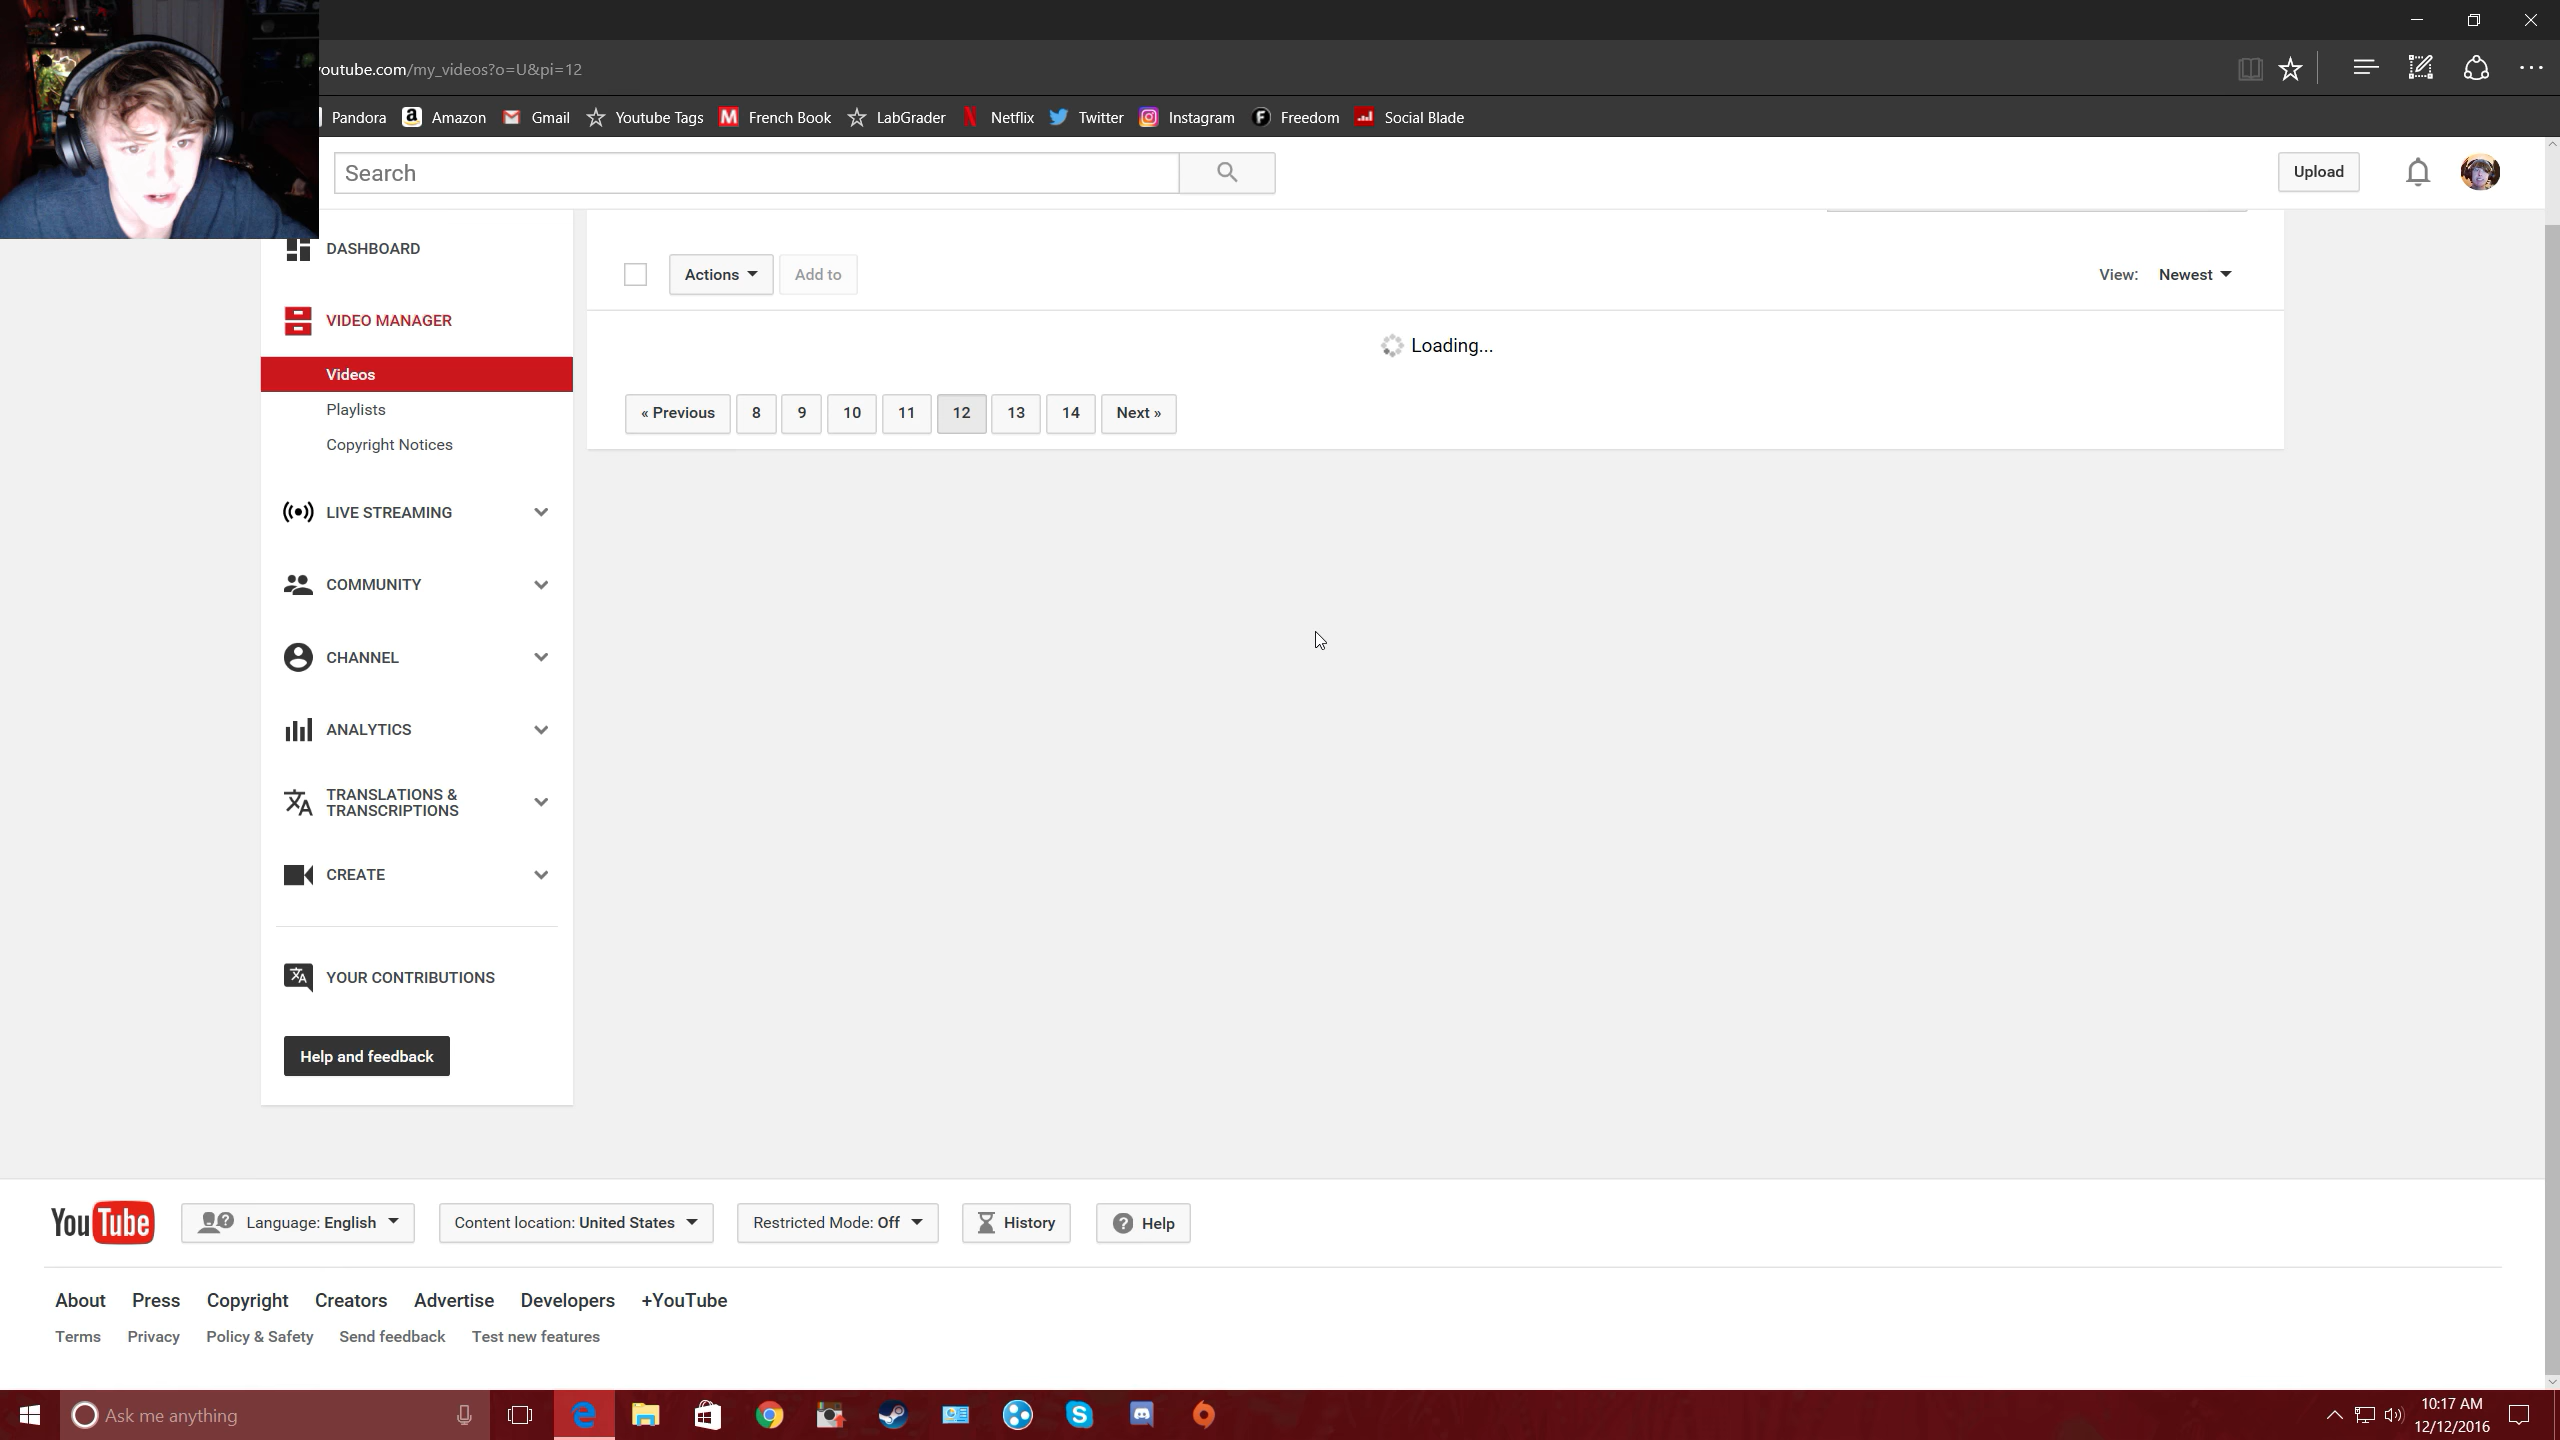 youtube.com/my_videos?o=U&pi=12
Pandora Amazon Gmail Youtube Tags French Book LabGrader Netflix Twitter Instagram Freedom Social Blade
Search
Upload
DASHBOARD
Actions Add to
View: Newest
VIDEO MANAGER
Loading...
Videos
Playlists
« Previous 8 9 10 11 12 13 14 Next »
Copyright Notices
LIVE STREAMING
COMMUNITY
CHANNEL
ANALYTICS
TRANSLATIONS &
TRANSCRIPTIONS
CREATE
YOUR CONTRIBUTIONS
Help and feedback
YouTube Language: English Content location: United States Restricted Mode: Off History Help
About Press Copyright Creators Advertise Developers +YouTube
Terms Privacy Policy & Safety Send feedback Test new features
Ask me anything
10:17 AM
12/12/2016